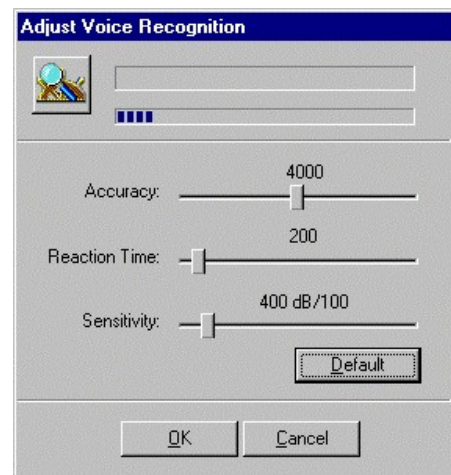 Adjust Voice Recognition
4000
Accuracy:
200
Reaction Time:
400 dB/100
Sensitivity:
Default
OK Cancel